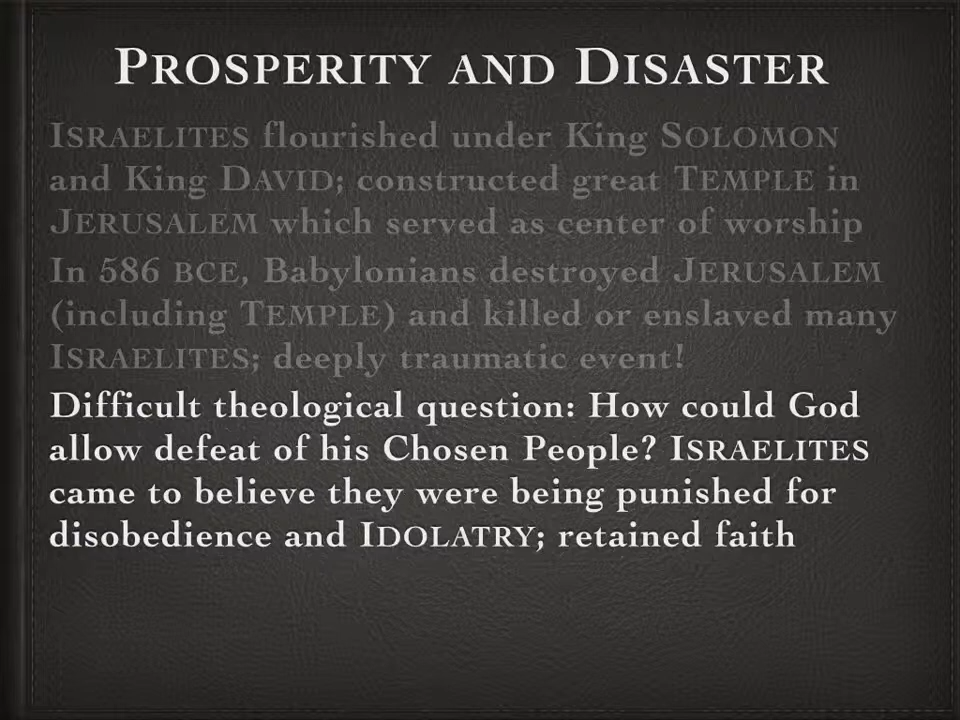 PROSPERITY AND DISASTER
ISRAELITES flourished under King SOLOMON
and King DAVID; constructed great TEMPLE in
JERUSALEM which served as center of worship
In 586 BCE, Babylonians destroyed JERUSALEM
(including TEMPLE) and killed or enslaved many
ISRAELITES; deeply traumatic event!
Difficult theological question: How could God
allow defeat of his Chosen People? ISRAELITES
came to believe they were being punished for
disobedience and IDOLATRY; retained faith